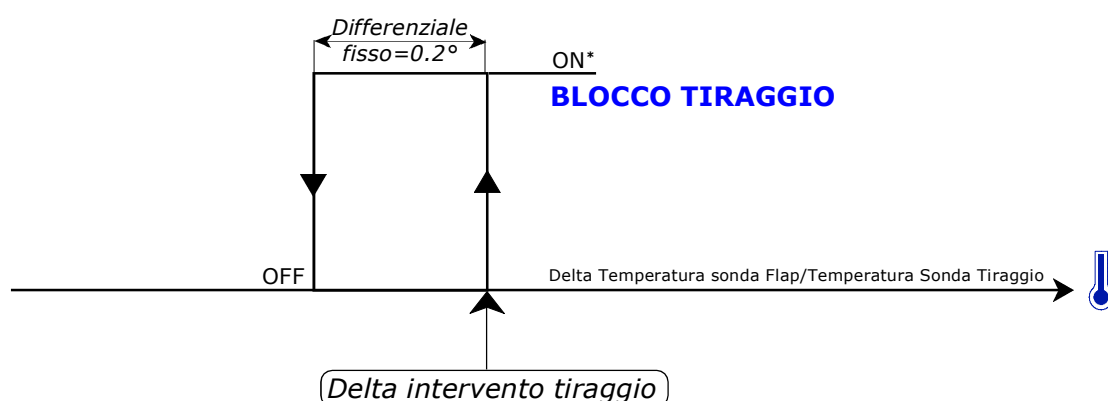 Differenziale
fisso=0.2°
ON*
BLOCCO TIRAGGIO
OFF
Delta Temperatura sonda Flap/Temperatura Sonda Tiraggio
Delta intervento tiraggio